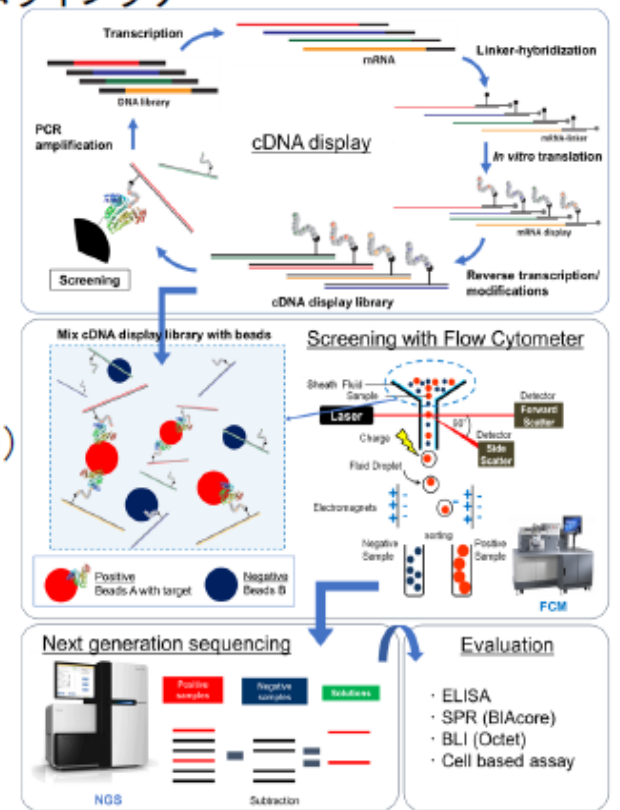 Transcription
mRNA
Linker-hybridization
DNA library
PCR
amplification
cDNA display
mRNA-linker
In vitro translation
mRNA display
Screening
Reverse transcription/
modifications
cDNA display library
Mix cDNA display library with beads
Screening with Flow Cytometer
Sheath Fluid
Sample
Laser
Detector
Forward
Scatter
90°
Charge
Detector
Side
Scatter
Fluid Droplet
Electromagnets
sorting
Negative
Sample
Positive
Sample
FCM
)
Positive
Beads A with target
Negative
Beads B
Next generation sequencing
Positive
samples
Negative
samples
Solutions
NGS
Subtraction
Evaluation
・ELISA
・SPR (BIAcore)
・BLI (Octet)
・Cell based assay